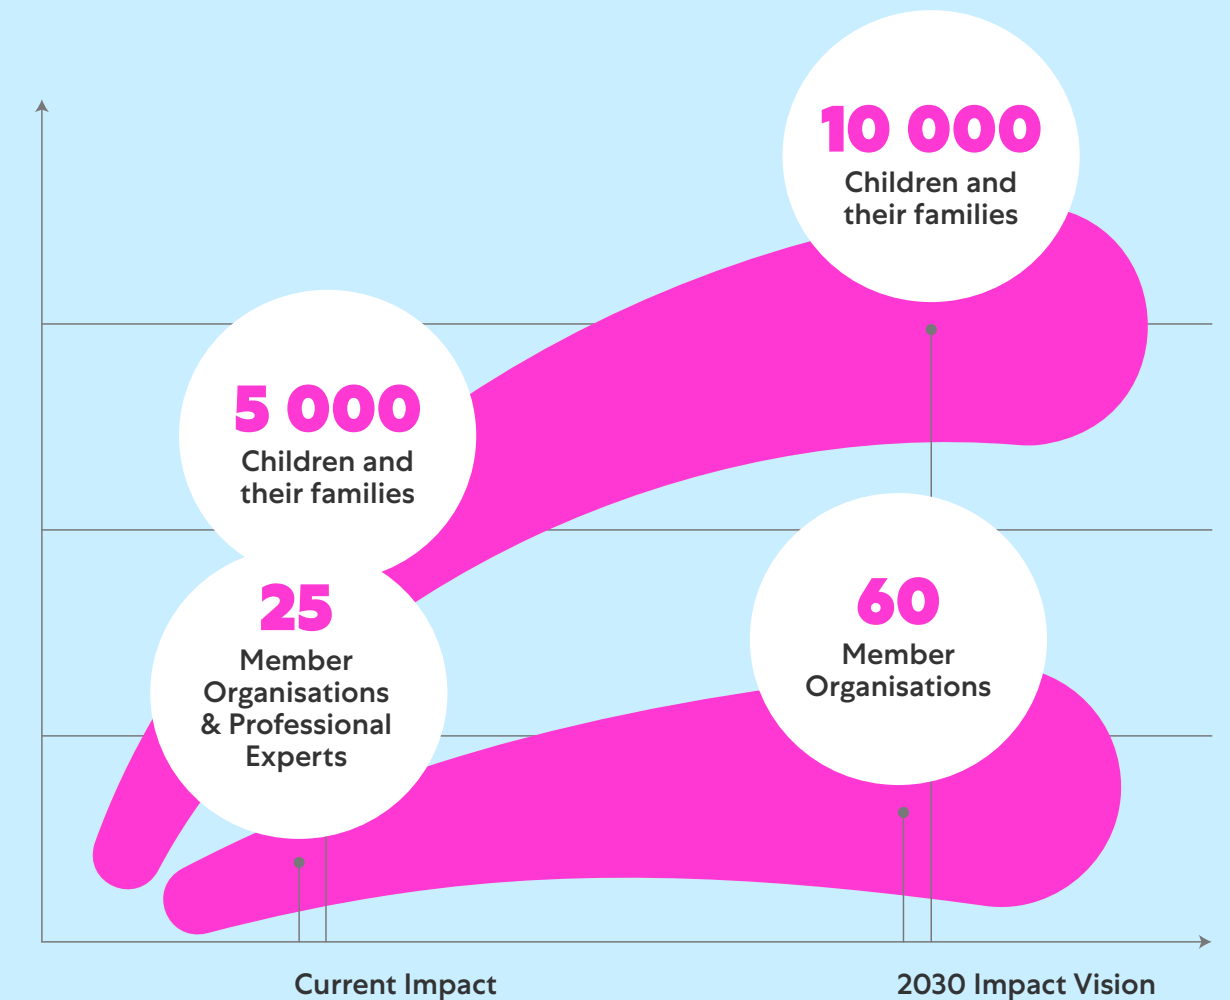 10 000
Children and
their families
5 000
Children and
their families
25
Member
Organisations
& Professional
Experts
60
Member
Organisations
Current Impact
2030 Impact Vision